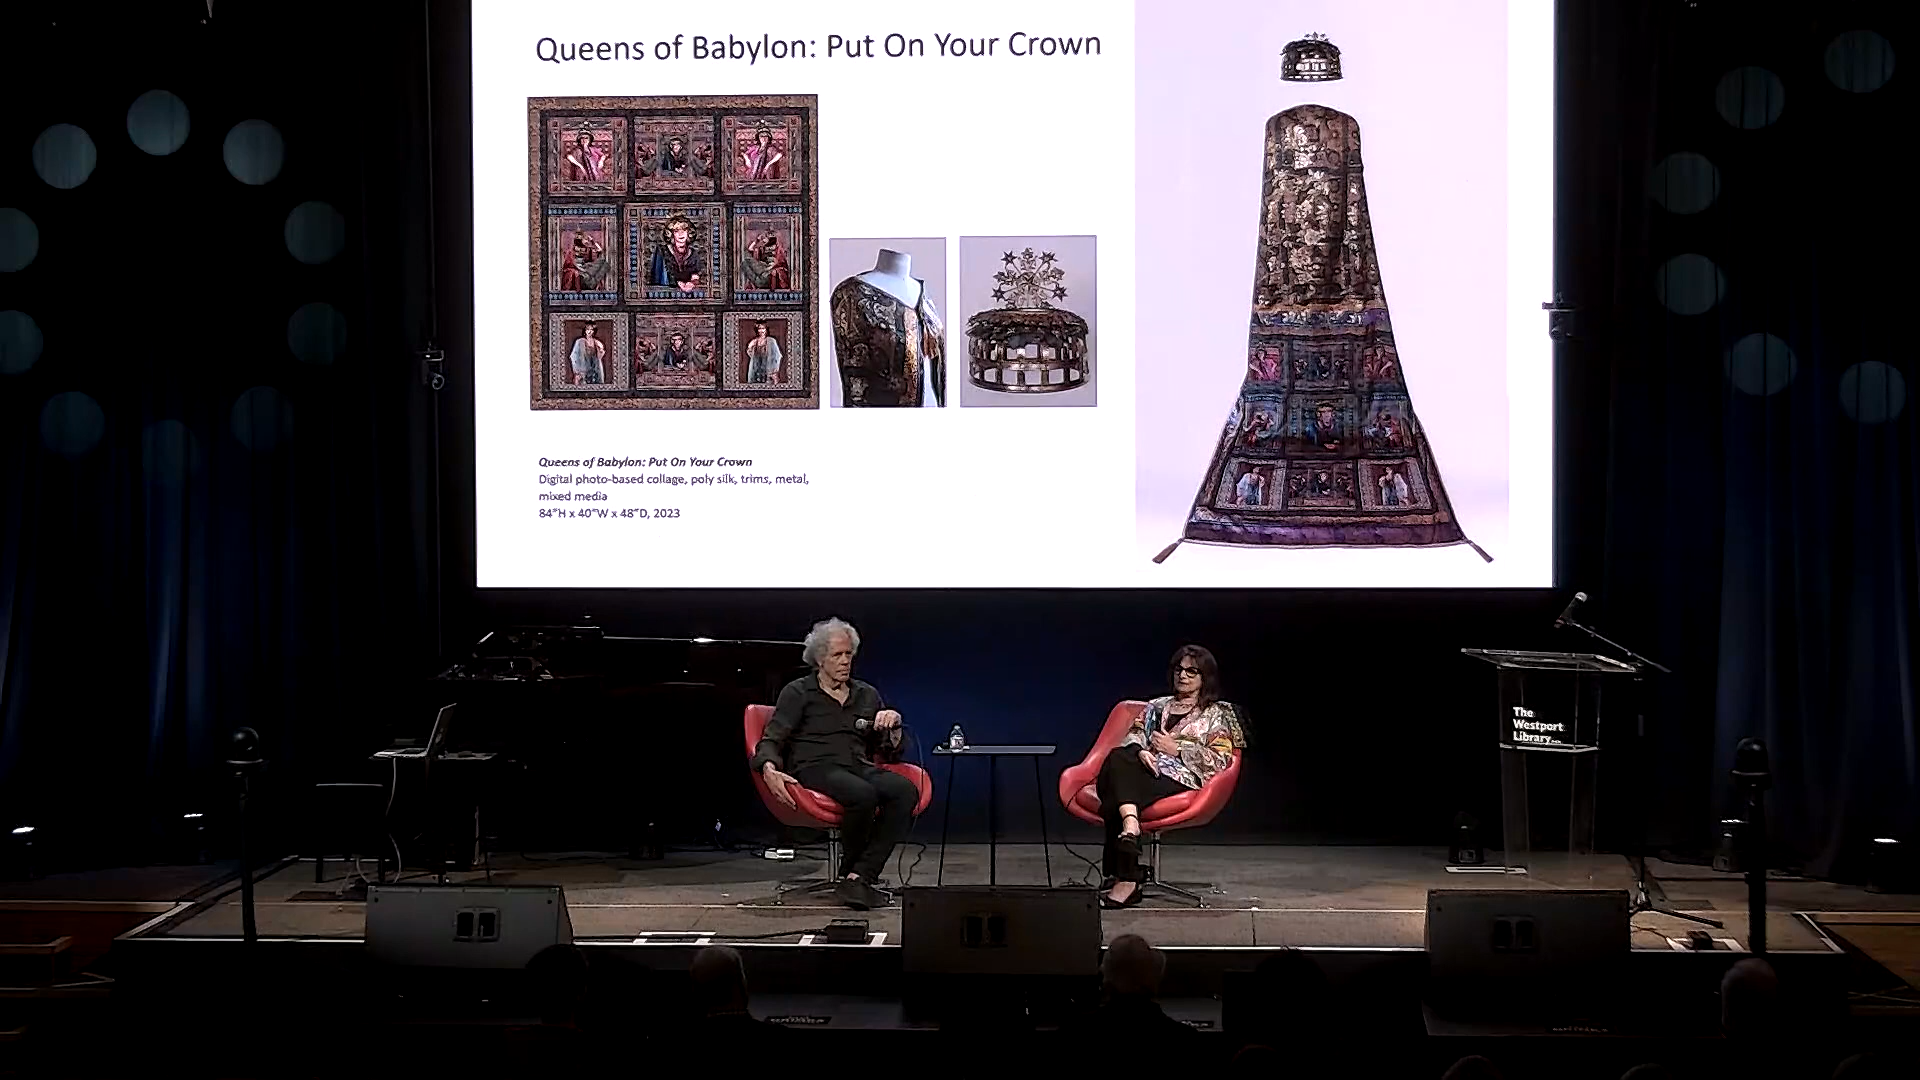 Queens of Babylon: Put On Your Crown
Queens of Babylon: Put On Your Crown
Digital photo-based collage, poly silk, trims, metal,
mixed media
84"H x 40"W x 48"D, 2023
The
Westport
Library